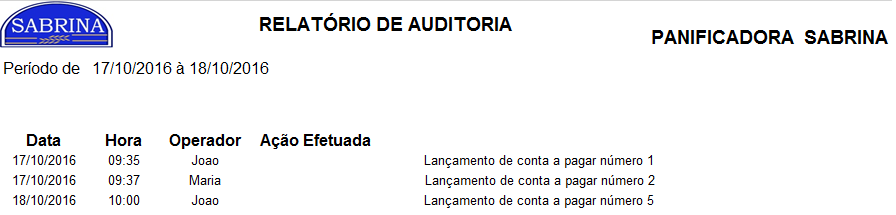 SABRINA
RELATÓRIO DE AUDITORIA
PANIFICADORA SABRINA
Período de 17/10/2016 à 18/10/2016
Data Hora Operador Ação Efetuada
17/10/2016 09:35 Joao Lançamento de conta a pagar número 1
17/10/2016 09:37 Maria Lançamento de conta a pagar número 2
18/10/2016 10:00 Joao Lançamento de conta a pagar número 5